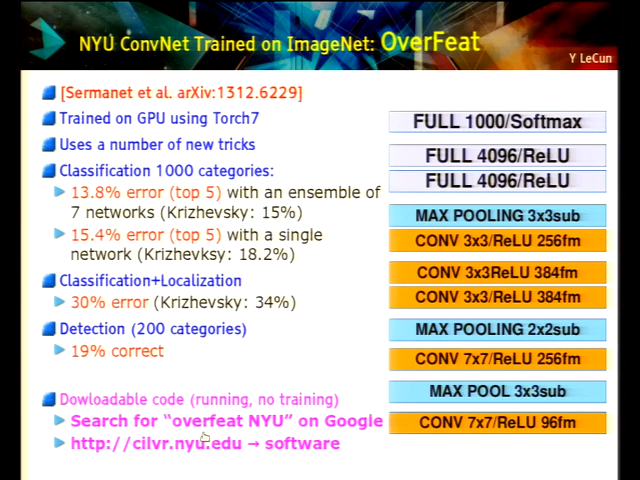 NYU ConvNet Trained on ImageNet: OverFeat
Y LeCun
[Sermanet et al. arXiv:1312.6229]
Trained on GPU using Torch7
Uses a number of new tricks
Classification 1000 categories:
13.8% error (top 5) with an ensemble of
7 networks (Krizhevsky: 15%)
15.4% error (top 5) with a single
network (Krizhevksy: 18.2%)
Classification+Localization
30% error (Krizhevsky: 34%)
Detection (200 categories)
19% correct
Dowloadable code (running, no training)
Search for "overfeat NYU" on Google
http://cilvr.nyu.edu → software
FULL 1000/Softmax
FULL 4096/ReLU
FULL 4096/ReLU
MAX POOLING 3x3sub
CONV 3x3/ReLU 256fm
CONV 3x3ReLU 384fm
CONV 3x3/ReLU 384fm
MAX POOLING 2x2sub
CONV 7x7/ReLU 256fm
MAX POOL 3x3sub
CONV 7x7/ReLU 96fm